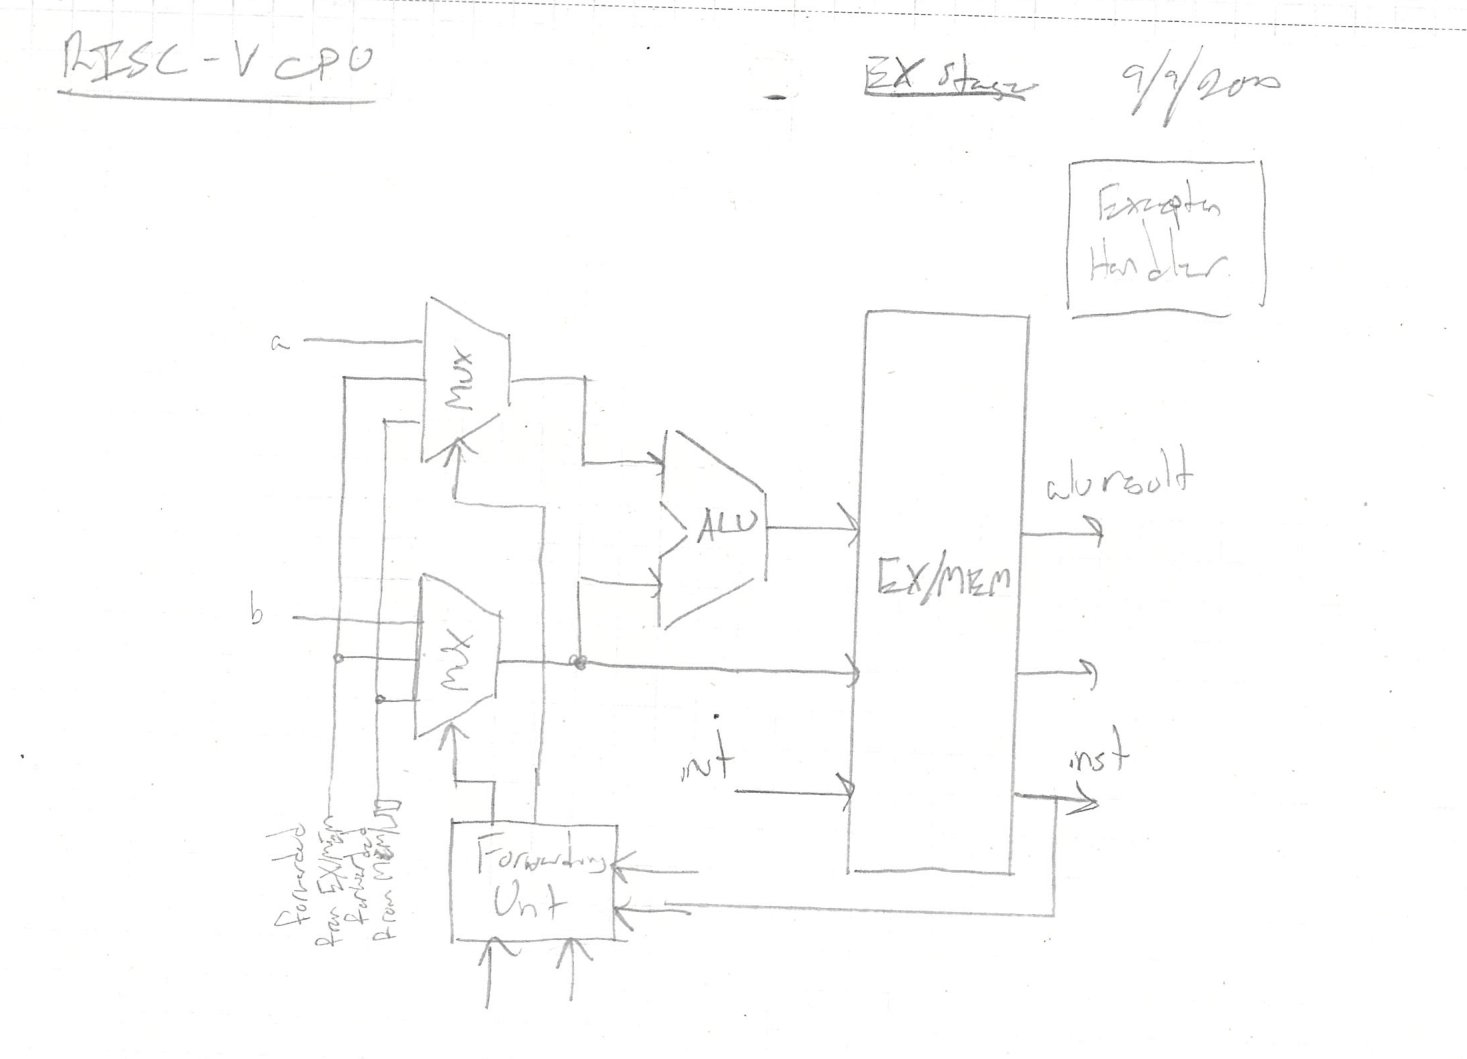 RISC-V CPU
EX Stage
9/9/2020
Exception
Handler
a
MUX
ALU
alu result
EX/MEM
b
MUX
inst
inst
Forwarding
Unit
forwarded
from EX/MEM
forwarded
from MEM/WB